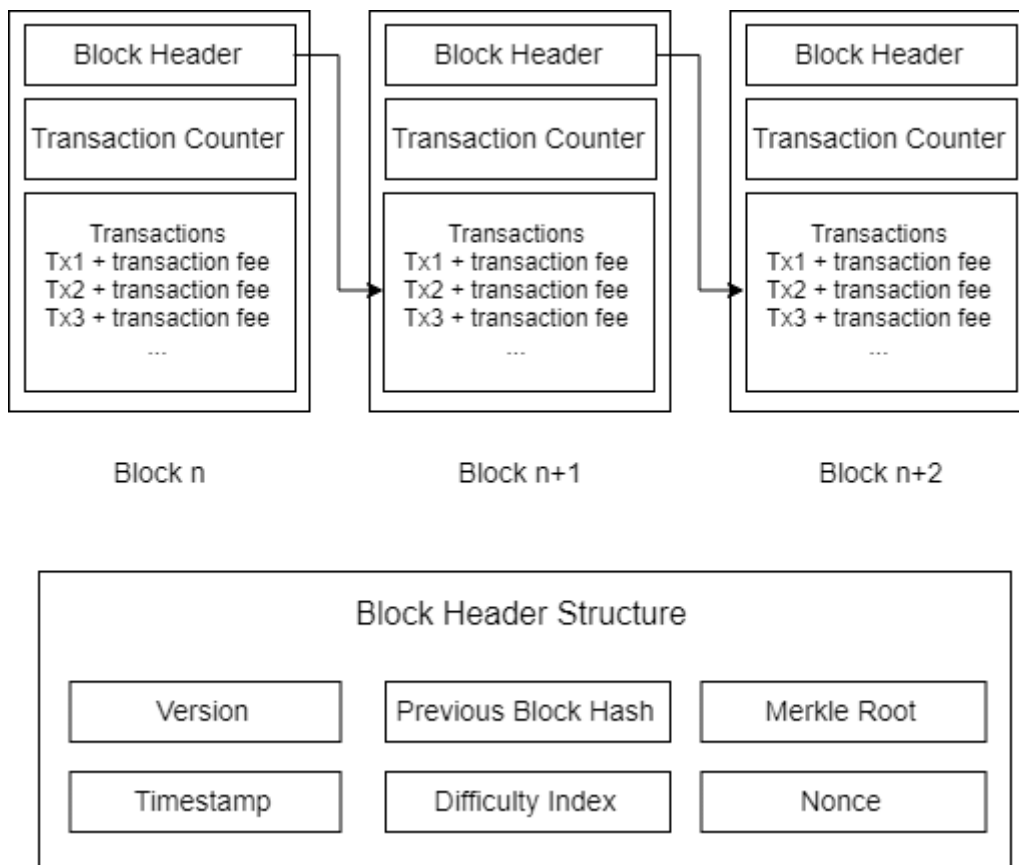 Block Header
Transaction Counter
Transactions
Tx1 + transaction fee
Tx2 + transaction fee
Tx3 + transaction fee
...
Block n
Block Header
Transaction Counter
Transactions
Tx1 + transaction fee
Tx2 + transaction fee
Tx3 + transaction fee
...
Block n+1
Block Header
Transaction Counter
Transactions
Tx1 + transaction fee
Tx2 + transaction fee
Tx3 + transaction fee
...
Block n+2
Block Header Structure
Version
Previous Block Hash
Merkle Root
Timestamp
Difficulty Index
Nonce